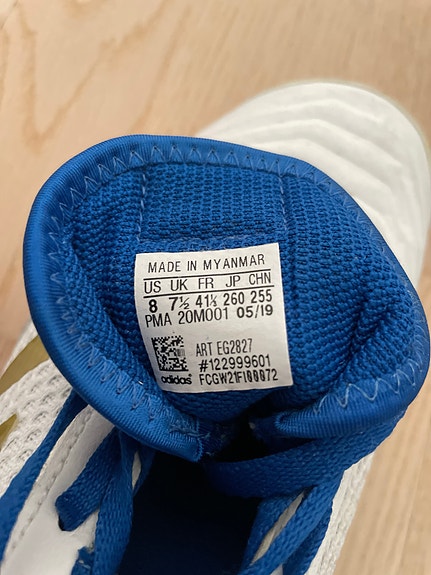 MADE IN MYANMAR
US UK FR JP CHN
8 7½ 41⅓ 260 255
PMA 20M001 05/19
ART EG2827
#122999601
adidas FCGW21F100072